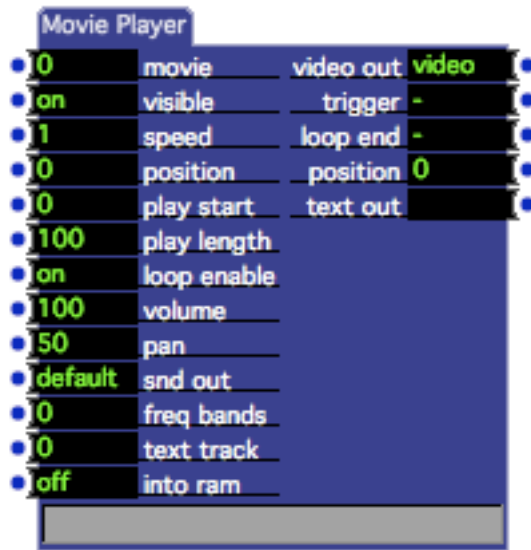 Movie Player
0 movie video out video
on visible trigger -
1 speed loop end -
0 position position 0
0 play start text out
100 play length
on loop enable
100 volume
50 pan
default snd out
0 freq bands
0 text track
off into ram